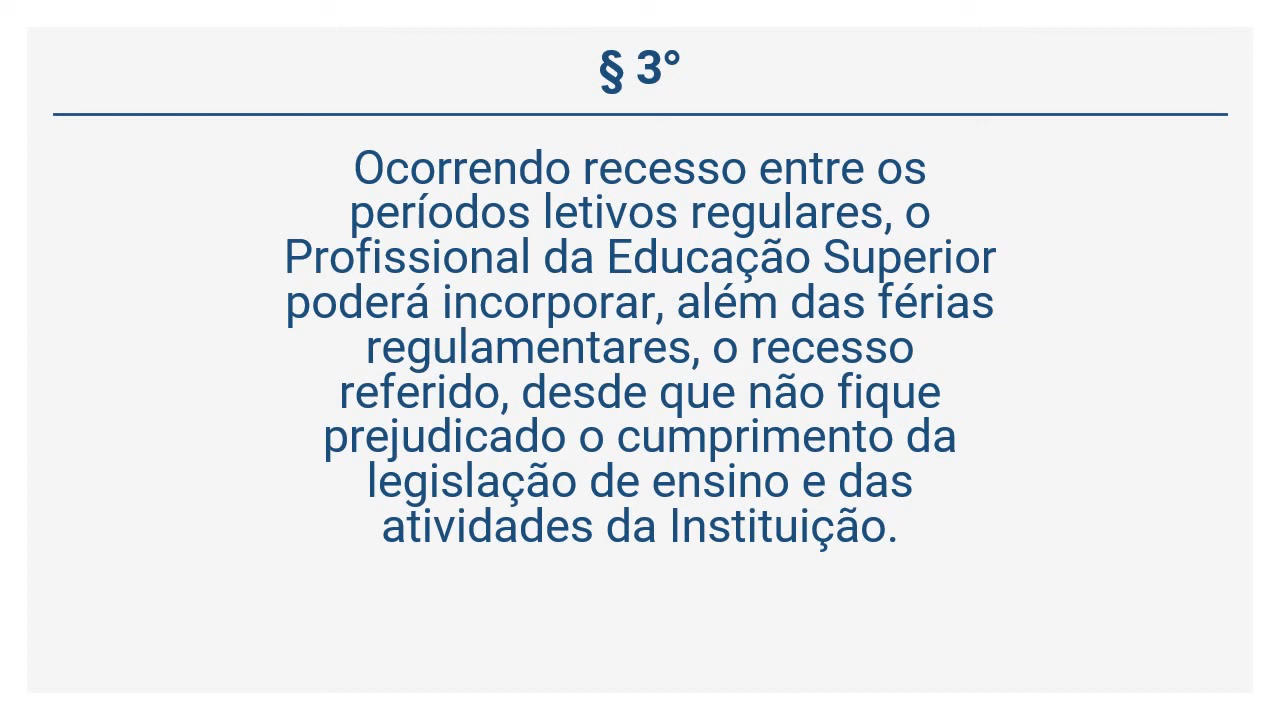 § 3°
Ocorrendo recesso entre os
períodos letivos regulares, o
Profissional da Educação Superior
poderá incorporar, além das férias
regulamentares, o recesso
referido, desde que não fique
prejudicado o cumprimento da
legislação de ensino e das
atividades da Instituição.